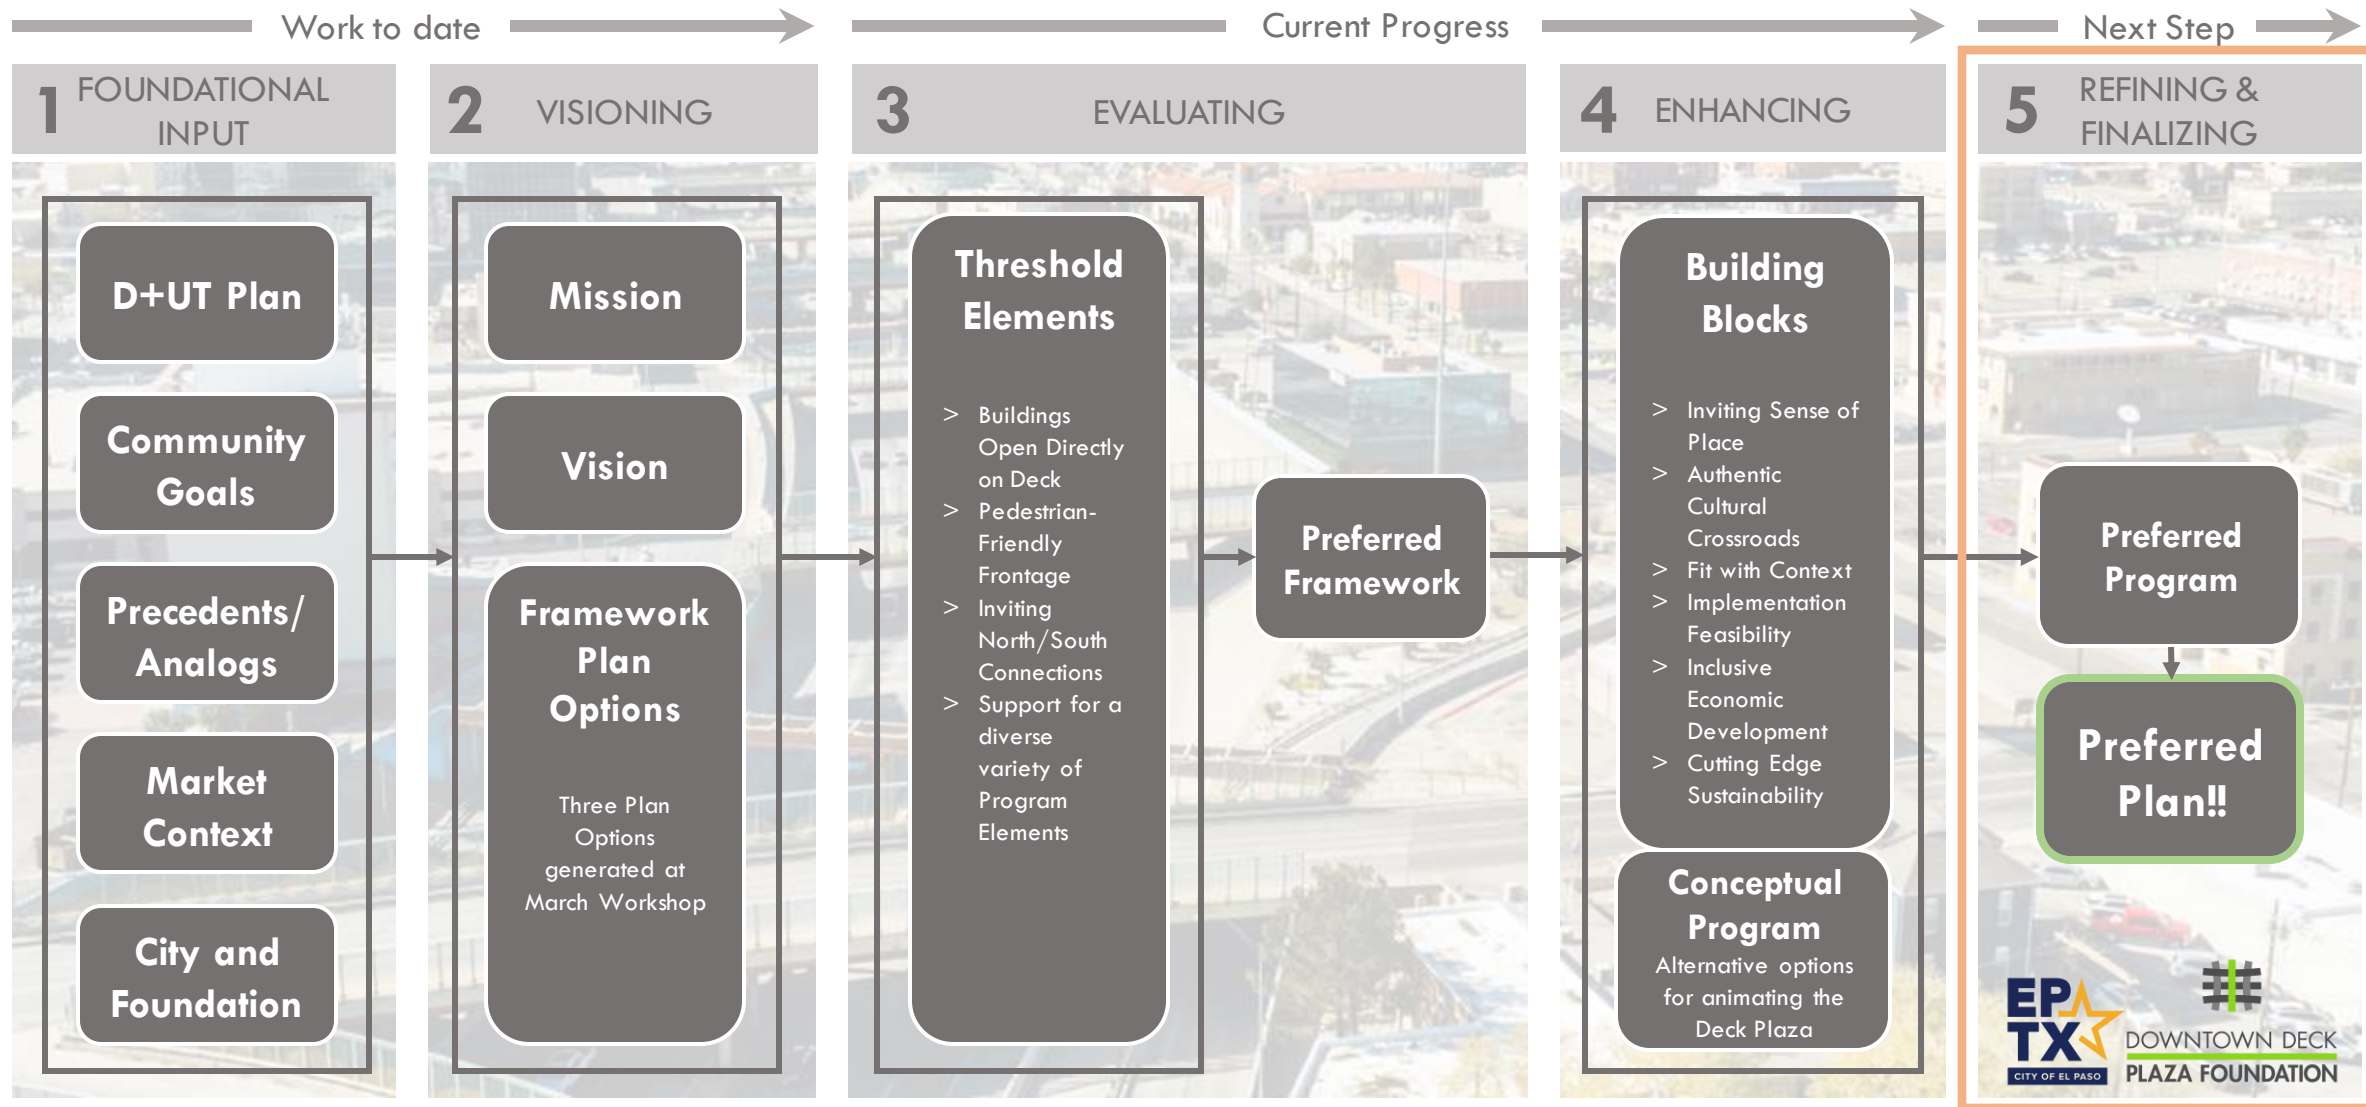 Work to date
Current Progress
Next Step
1 FOUNDATIONAL
INPUT
2 VISIONING
3 EVALUATING
4 ENHANCING
5 REFINING &
FINALIZING
D+UT Plan
Community
Goals
Precedents/
Analogs
Market
Context
City and
Foundation
Mission
Vision
Framework
Plan
Options
Three Plan
Options
generated at
March Workshop
Threshold
Elements
> Buildings
Open Directly
on Deck
> Pedestrian-
Friendly
Frontage
> Inviting
North/South
Connections
> Support for a
diverse
variety of
Program
Elements
Preferred
Framework
Building
Blocks
> Inviting Sense of
Place
> Authentic
Cultural
Crossroads
> Fit with Context
> Implementation
Feasibility
> Inclusive
Economic
Development
> Cutting Edge
Sustainability
Conceptual
Program
Alternative options
for animating the
Deck Plaza
Preferred
Program
Preferred
Plan!!
EP
TX
CITY OF EL PASO
DOWNTOWN DECK
PLAZA FOUNDATION